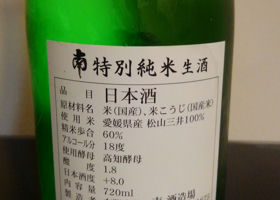 南 特別純米生酒
品目 日本酒
原材料名 米(国産)、米こうじ(国産米)
使用米 愛媛県産 松山三井100%
精米歩合 60%
アルコール分 18度
使用酵母 高知酵母
酸度 1.8
日本酒度 +8.0
内容量 720ml
製造者
酒造場